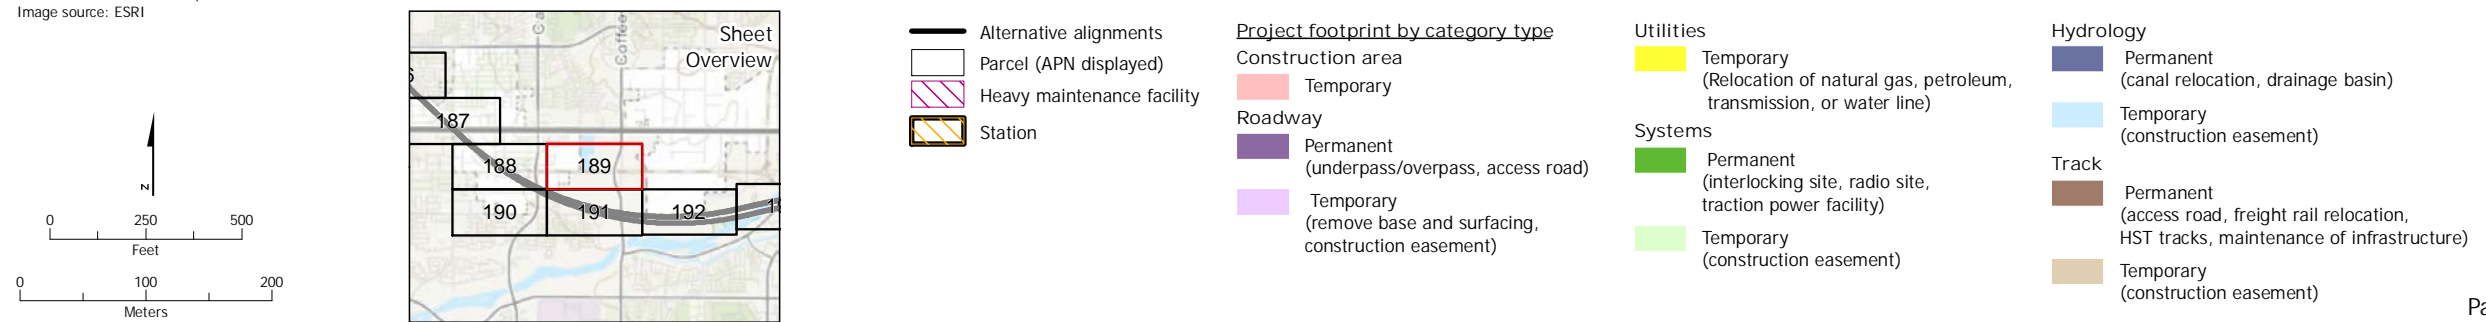 Image source: ESRI
N
0 250 500
Feet
0 100 200
Meters
Sheet
Overview
Coffee
187
188
189
190
191
192
Alternative alignments
Parcel (APN displayed)
Heavy maintenance facility
Station
Project footprint by category type
Construction area
Temporary
Roadway
Permanent
(underpass/overpass, access road)
Temporary
(remove base and surfacing,
construction easement)
Utilities
Temporary
(Relocation of natural gas, petroleum,
transmission, or water line)
Systems
Permanent
(interlocking site, radio site,
traction power facility)
Temporary
(construction easement)
Hydrology
Permanent
(canal relocation, drainage basin)
Temporary
(construction easement)
Track
Permanent
(access road, freight rail relocation,
HST tracks, maintenance of infrastructure)
Temporary
(construction easement)